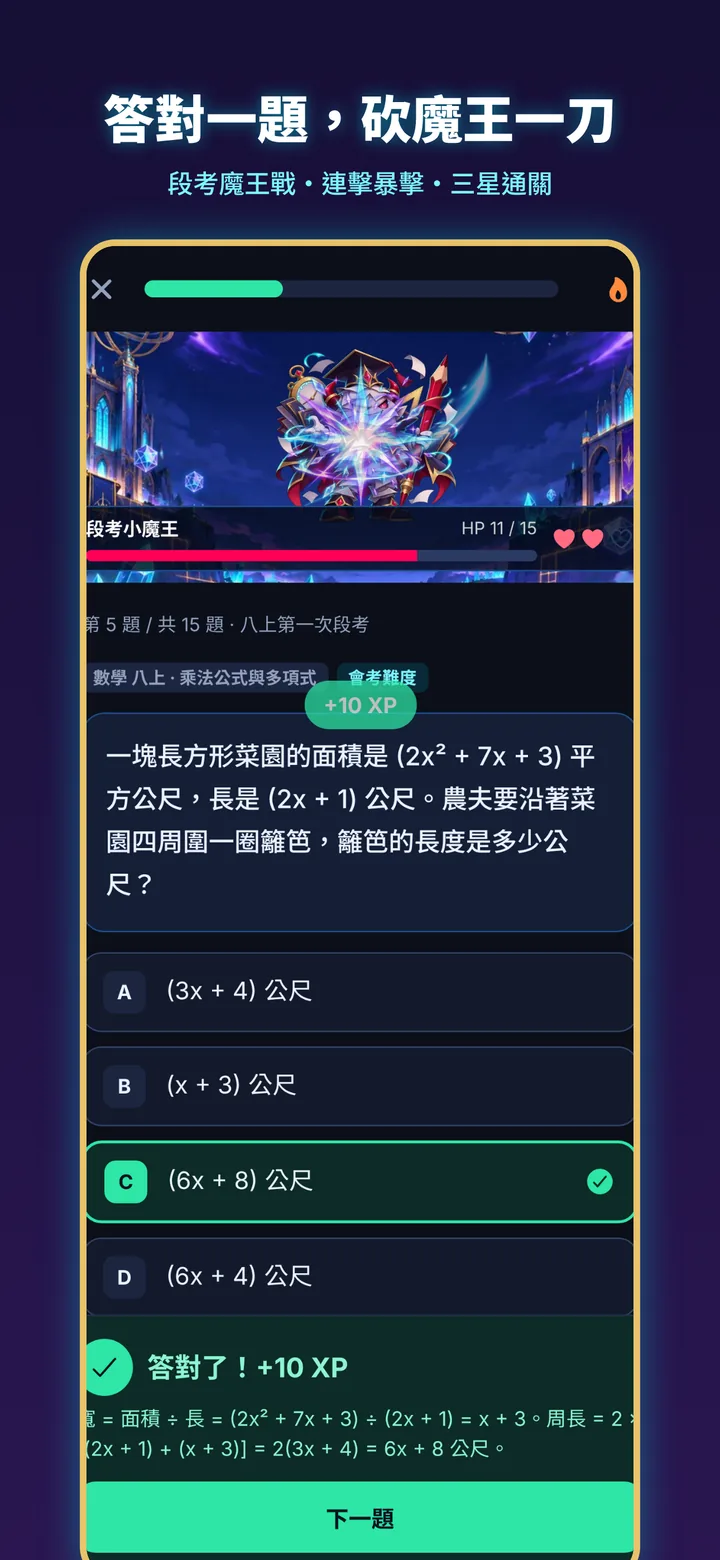 答對一題，砍魔王一刀
段考魔王戰・連擊暴擊・三星通關
段考小魔王
HP 11 / 15
第 5 題 / 共 15 題 · 八上第一次段考
數學 八上 · 乘法公式與多項式
會考難度
+10 XP
一塊長方形菜園的面積是 (2x² + 7x + 3) 平
方公尺，長是 (2x + 1) 公尺。農夫要沿著菜
園四周圍一圈籬笆，籬笆的長度是多少公
尺？
A (3x + 4) 公尺
B (x + 3) 公尺
C (6x + 8) 公尺
D (6x + 4) 公尺
答對了！+10 XP
寬 = 面積 ÷ 長 = (2x² + 7x + 3) ÷ (2x + 1) = x + 3。周長 = 2 ×
(2x + 1) + (x + 3)] = 2(3x + 4) = 6x + 8 公尺。
下一題